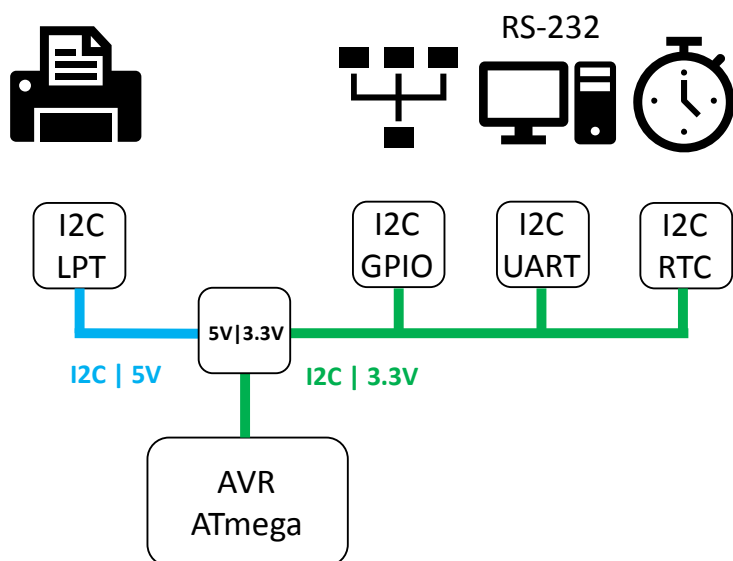 RS-232
I2C
LPT
I2C
GPIO
I2C
UART
I2C
RTC
5V|3.3V
I2C | 5V
I2C | 3.3V
AVR
ATmega